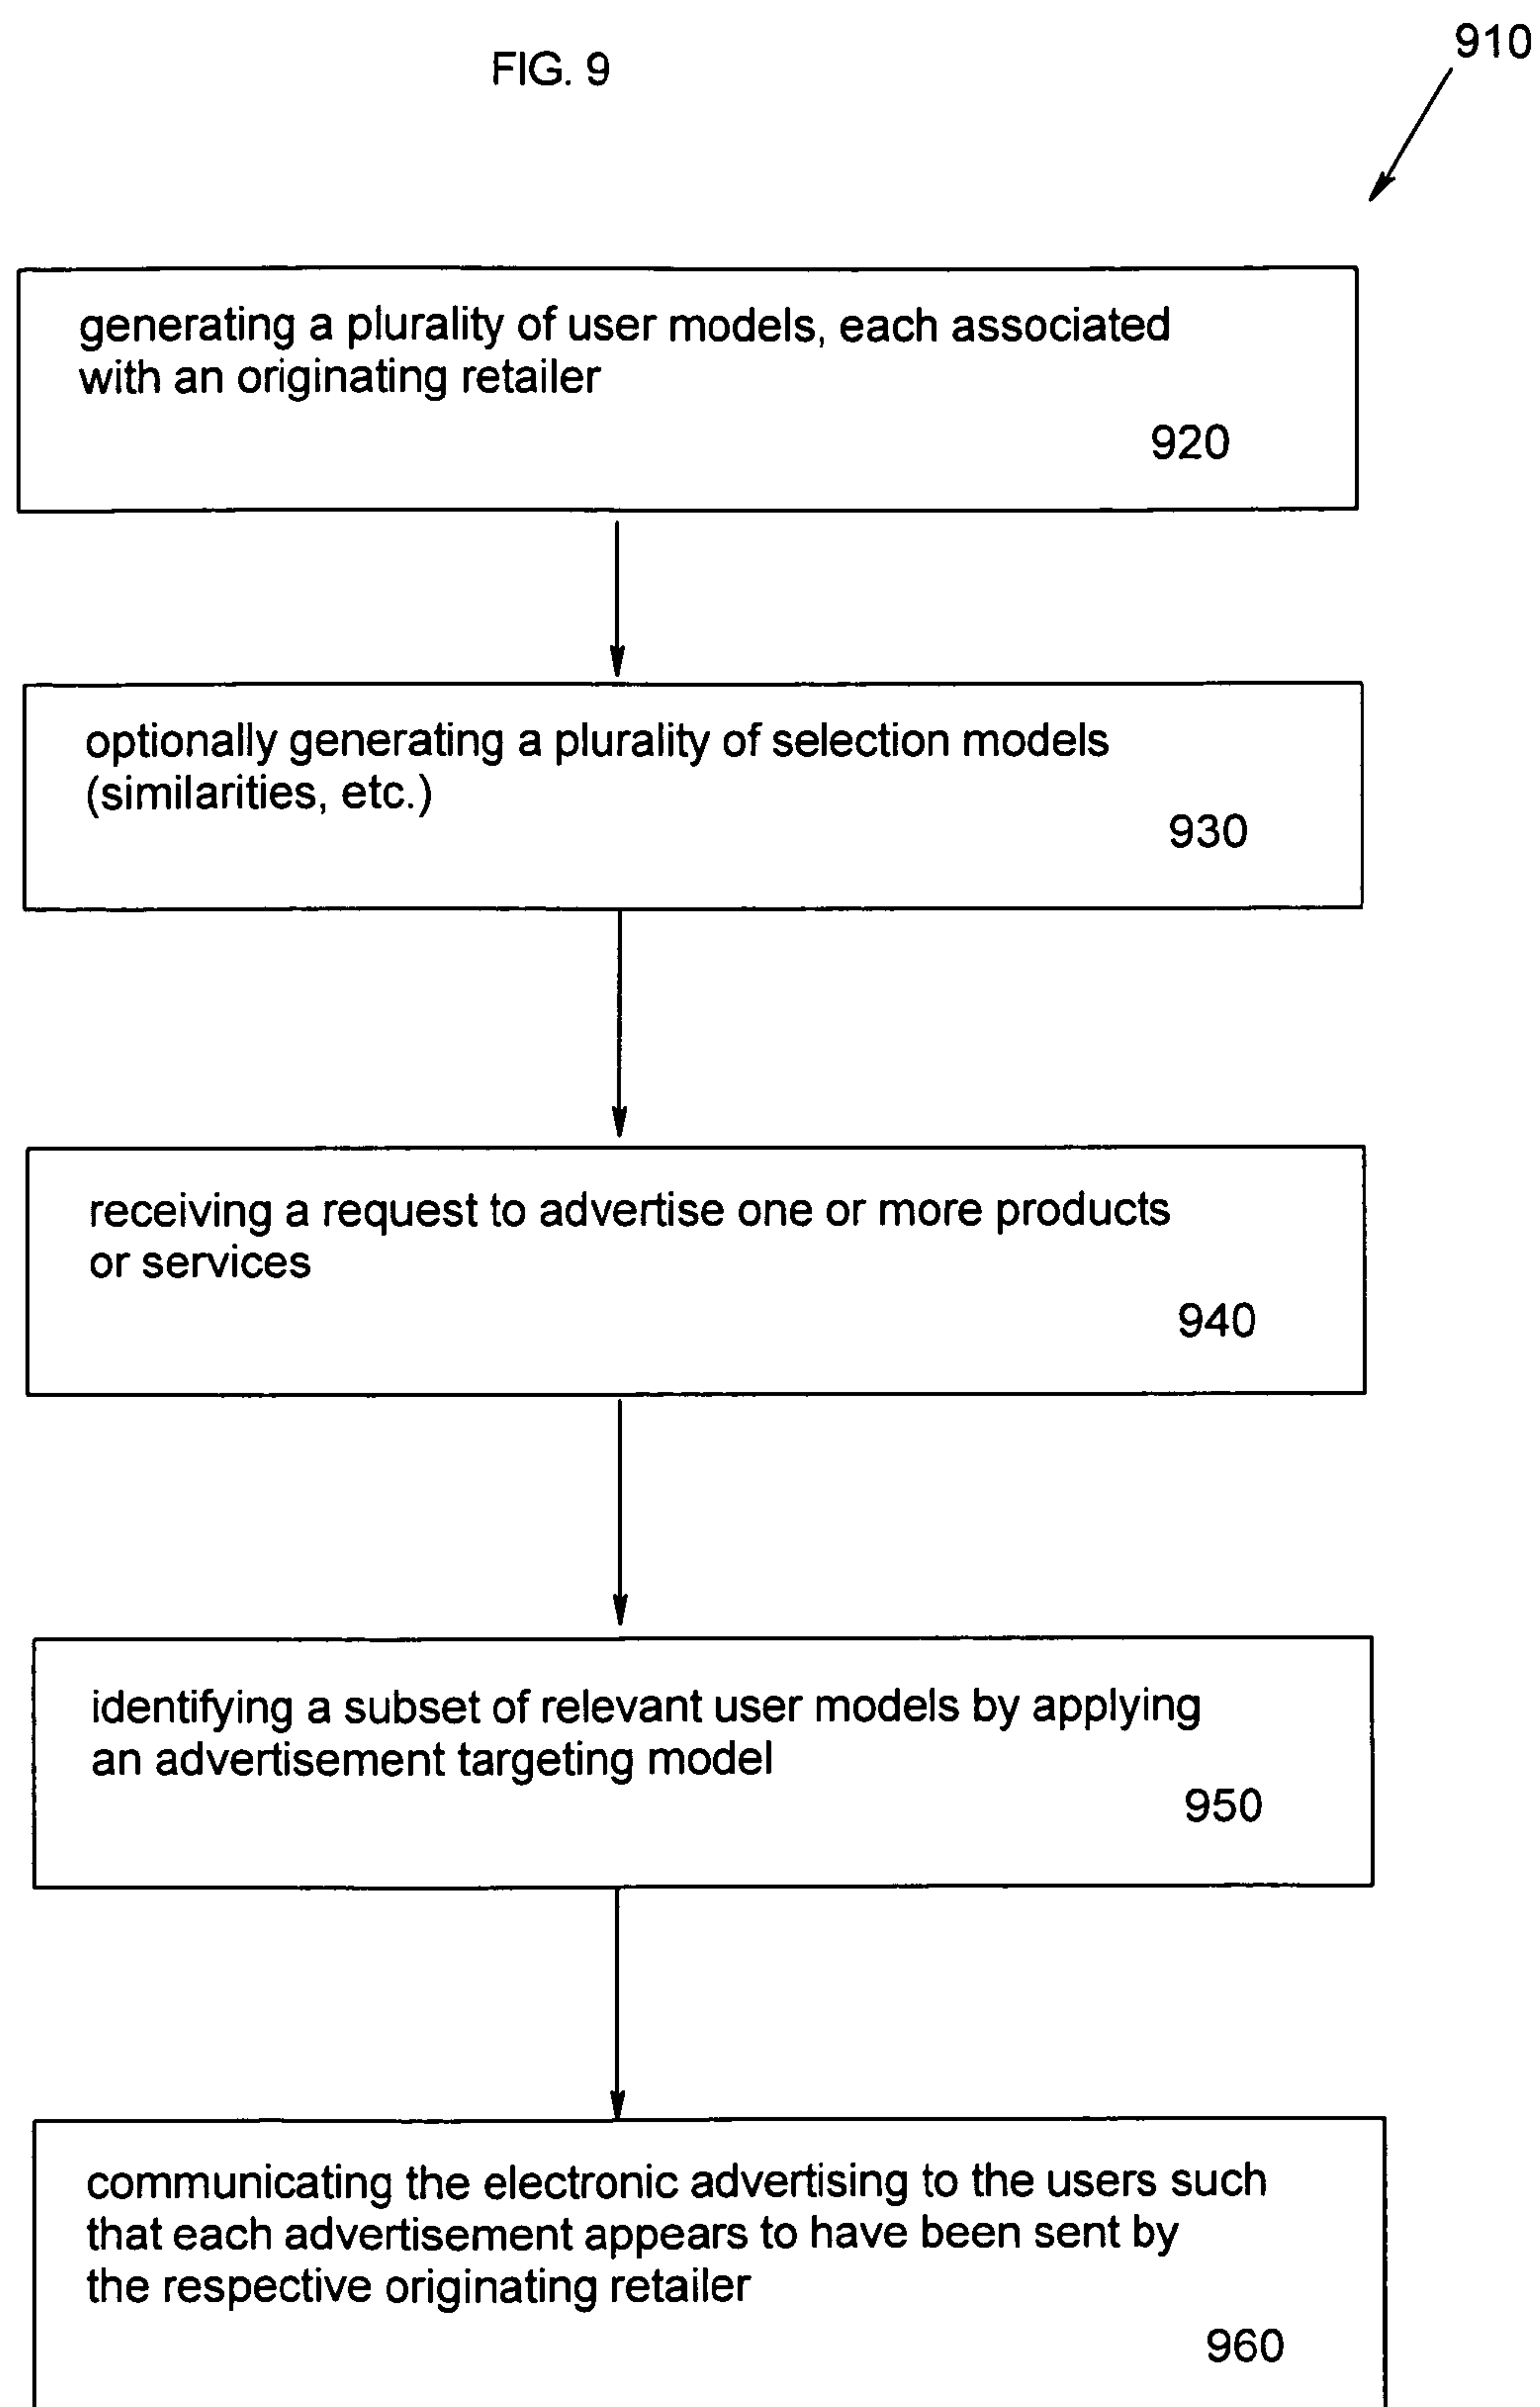 FIG. 9
910
generating a plurality of user models, each associated
with an originating retailer
920
optionally generating a plurality of selection models
(similarities, etc.)
930
receiving a request to advertise one or more products
or services
940
identifying a subset of relevant user models by applying
an advertisement targeting model
950
communicating the electronic advertising to the users such
that each advertisement appears to have been sent by
the respective originating retailer
960